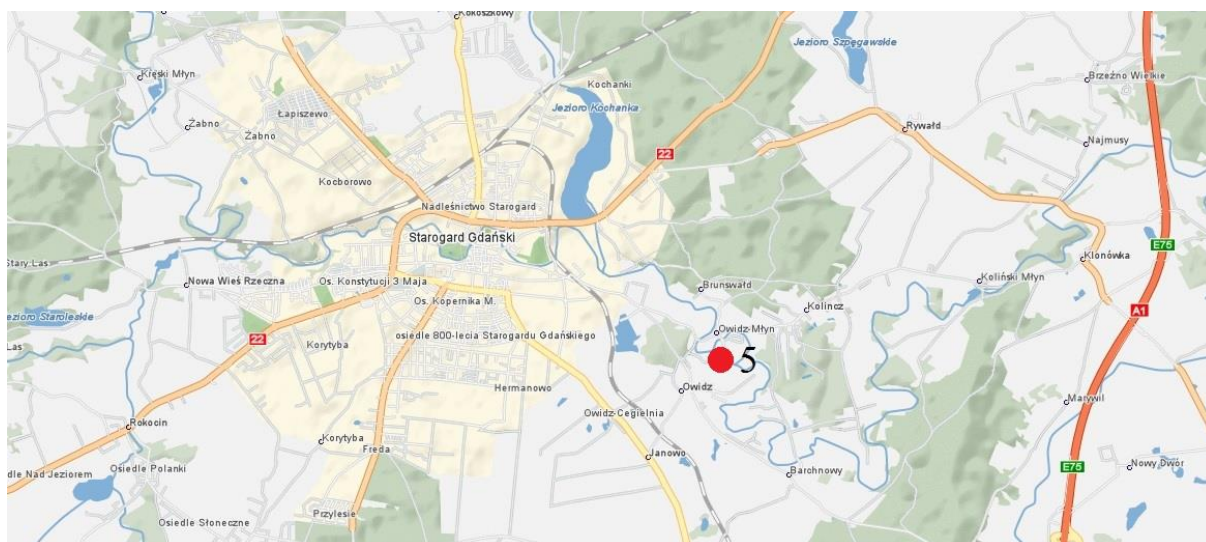 Kokoszkowy
Jezioro Szpęgawskie
Kręski Młyn
Kochanki
Brzeźno Wielkie
Łapiszewo
Jezioro Kochanka
Żabno
Żabno
Rywałd
Najmusy
22
Kocborowo
Nadleśnictwo Starogard
Starogard Gdański
E75
Stary Las
Klonówka
Nowa Wieś Rzeczna
Os. Konstytucji 3 Maja
Brunswałd
Koliński Młyn
Os. Kopernika M.
Kolincz
Jezioro Staroleskie
A1
osiedle 800-lecia Starogardu Gdańskiego
Owidz-Młyn
22
Las
Korytyba
5
Hermanowo
Owidz
Marywil
Owidz-Cegielnia
Rokocin
Korytyba
Freda
Janowo
Osiedle Polanki
E75
Nowy Dwór
edle Nad Jeziorem
Barchnowy
Przylesie
Osiedle Słoneczne